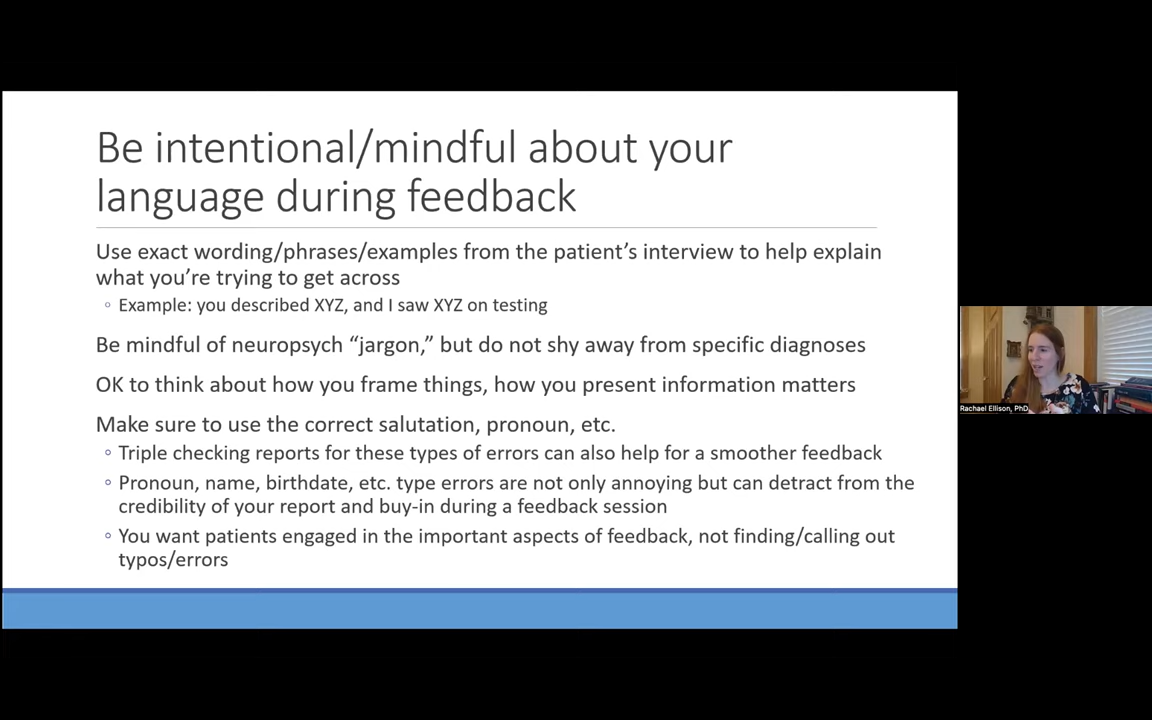 Be intentional/mindful about your
language during feedback
Use exact wording/phrases/examples from the patient’s interview to help explain
what you’re trying to get across
◦ Example: you described XYZ, and I saw XYZ on testing
Be mindful of neuropsych “jargon,” but do not shy away from specific diagnoses
OK to think about how you frame things, how you present information matters
Make sure to use the correct salutation, pronoun, etc.
◦ Triple checking reports for these types of errors can also help for a smoother feedback
◦ Pronoun, name, birthdate, etc. type errors are not only annoying but can detract from the
credibility of your report and buy-in during a feedback session
◦ You want patients engaged in the important aspects of feedback, not finding/calling out
typos/errors
Rachael Ellison, PhD